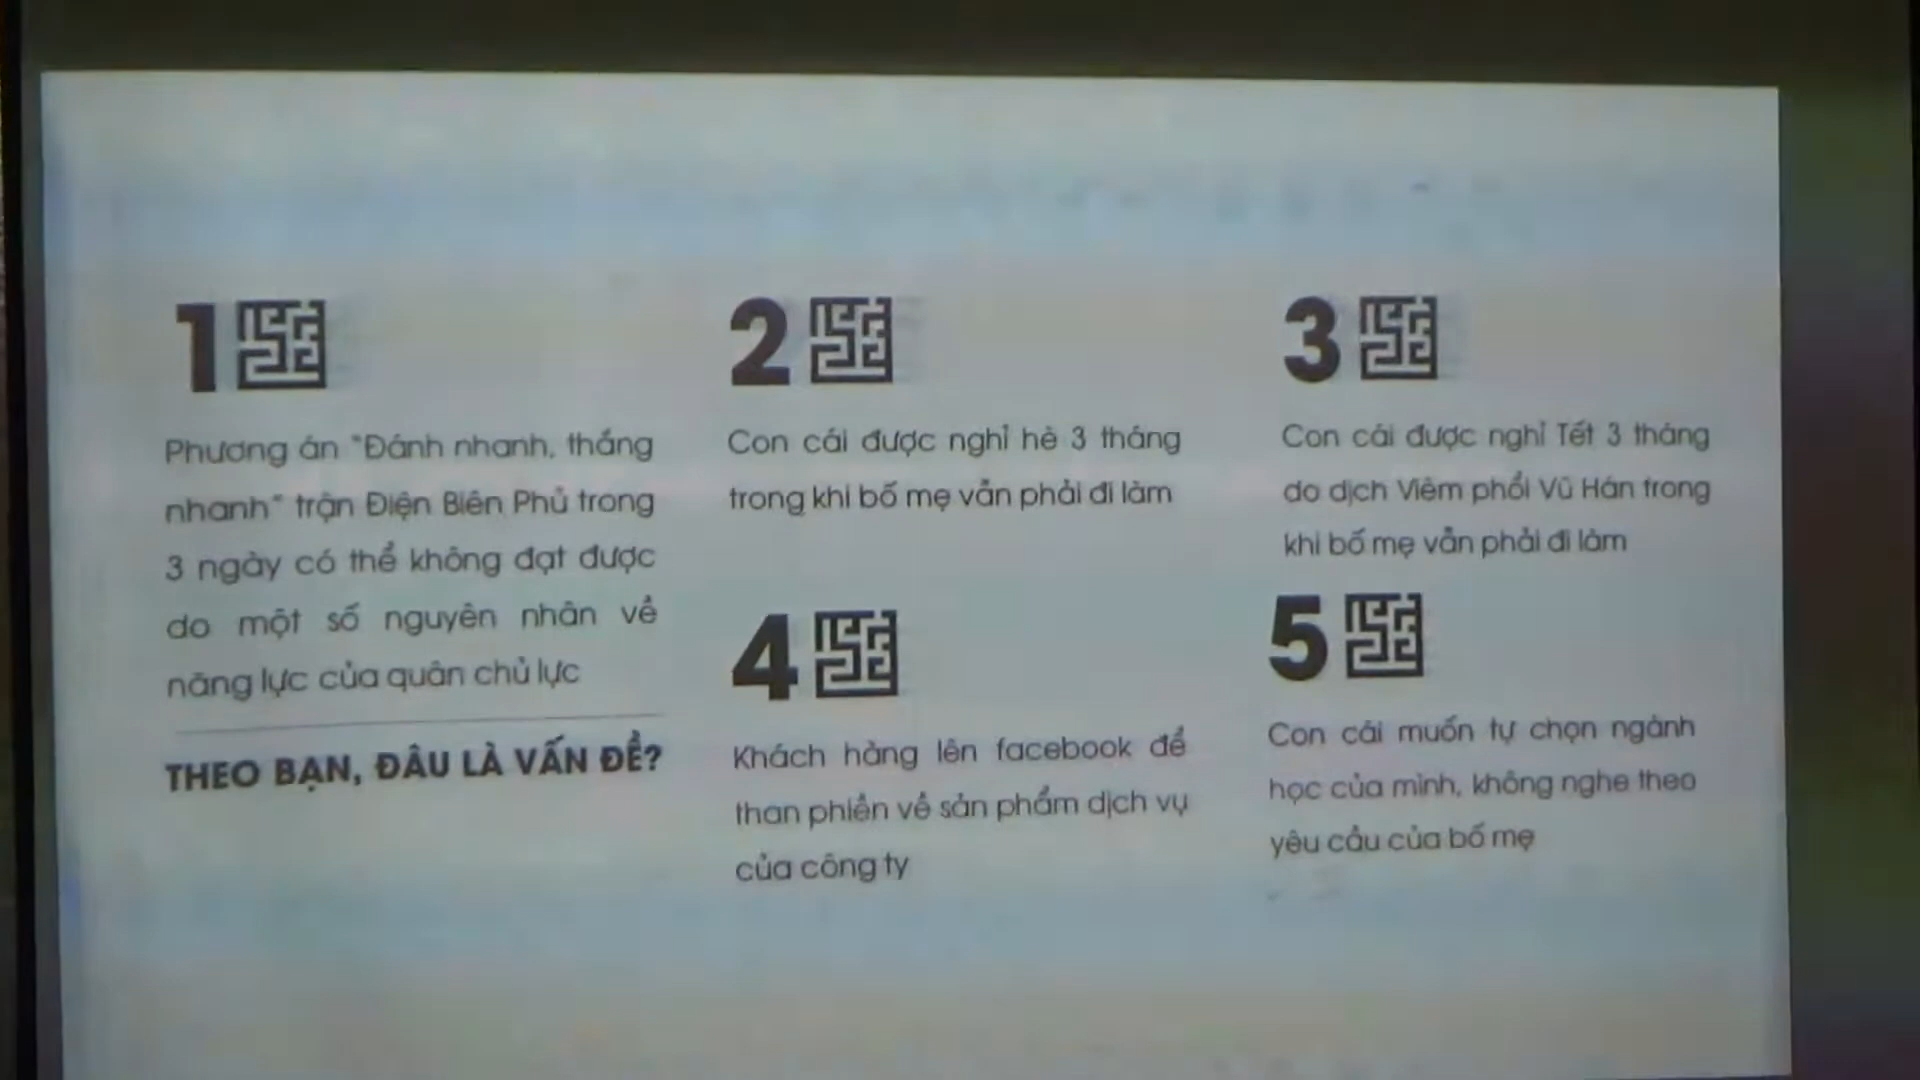 1
Phương án "Đánh nhanh, thắng
nhanh" trận Điện Biên Phủ trong
3 ngày có thể không đạt được
do một số nguyên nhân về
năng lực của quân chủ lực
THEO BẠN, ĐÂU LÀ VẤN ĐỀ?
2
Con cái được nghỉ hè 3 tháng
trong khi bố mẹ vẫn phải đi làm
3
Con cái được nghỉ Tết 3 tháng
do dịch Viêm phổi Vũ Hán trong
khi bố mẹ vẫn phải đi làm
4
Khách hàng lên facebook để
than phiền về sản phẩm dịch vụ
của công ty
5
Con cái muốn tự chọn ngành
học của mình, không nghe theo
yêu cầu của bố mẹ